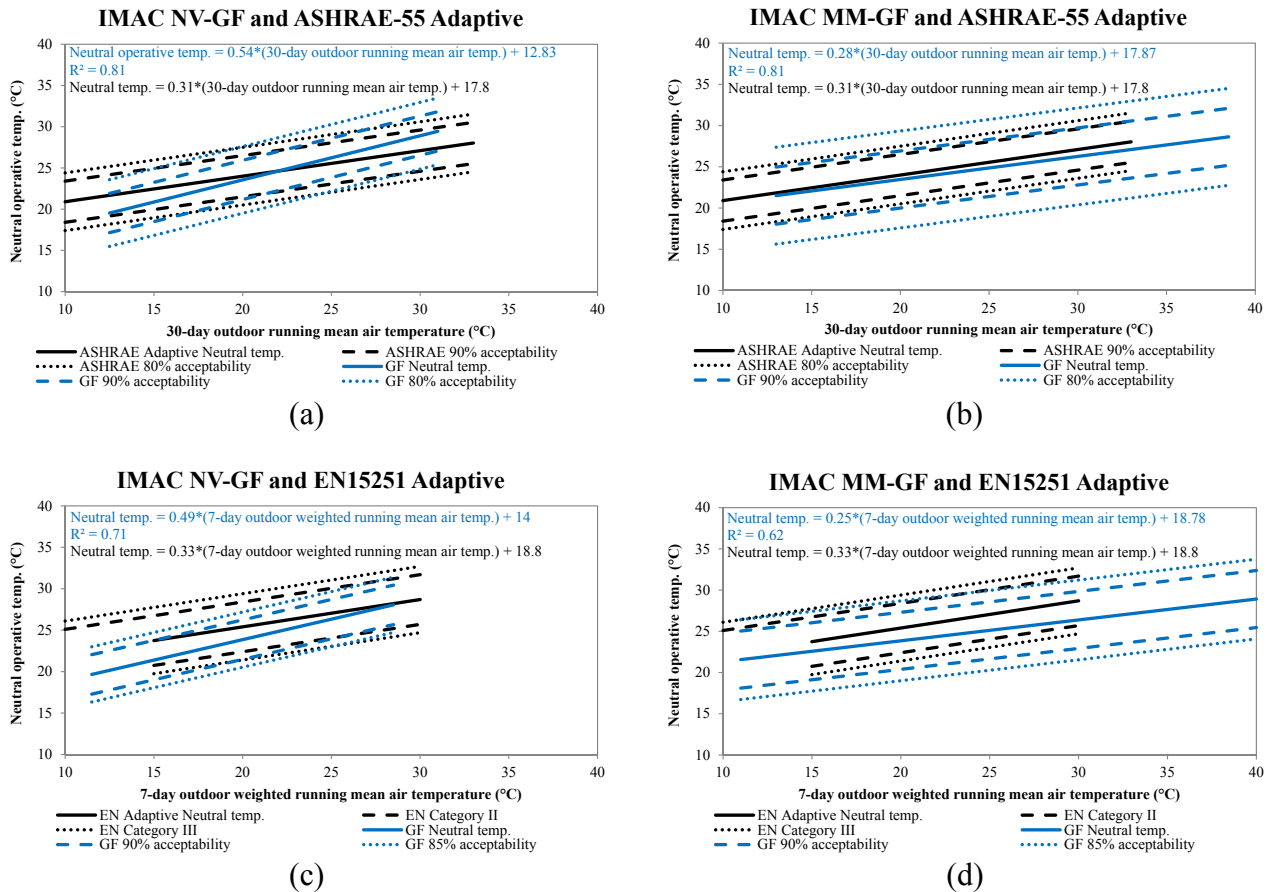 IMAC NV-GF and ASHRAE-55 Adaptive
Neutral operative temp. (°C)
40
35
30
25
20
15
10
Neutral operative temp. = 0.54*(30-day outdoor running mean air temp.) + 12.83
R² = 0.81
Neutral temp. = 0.31*(30-day outdoor running mean air temp.) + 17.8
10 15 20 25 30 35 40
30-day outdoor running mean air temperature (°C)
ASHRAE Adaptive Neutral temp. ASHRAE 90% acceptability
ASHRAE 80% acceptability GF Neutral temp.
GF 90% acceptability GF 80% acceptability
(a)
IMAC MM-GF and ASHRAE-55 Adaptive
Neutral operative temp. (°C)
40
35
30
25
20
15
10
Neutral temp. = 0.28*(30-day outdoor running mean air temp.) + 17.87
R² = 0.81
Neutral temp. = 0.31*(30-day outdoor running mean air temp.) + 17.8
10 15 20 25 30 35 40
30-day outdoor running mean air temperature (°C)
ASHRAE Adaptive Neutral temp. ASHRAE 90% acceptability
ASHRAE 80% acceptability GF Neutral temp.
GF 90% acceptability GF 80% acceptability
(b)
IMAC NV-GF and EN15251 Adaptive
Neutral operative temp. (°C)
40
35
30
25
20
15
10
Neutral temp. = 0.49*(7-day outdoor weighted running mean air temp.) + 14
R² = 0.71
Neutral temp. = 0.33*(7-day outdoor weighted running mean air temp.) + 18.8
10 15 20 25 30 35 40
7-day outdoor weighted running mean air temperature (°C)
EN Adaptive Neutral temp. EN Category II
EN Category III GF Neutral temp.
GF 90% acceptability GF 85% acceptability
(c)
IMAC MM-GF and EN15251 Adaptive
Neutral operative temp. (°C)
40
35
30
25
20
15
10
Neutral temp. = 0.25*(7-day outdoor weighted running mean air temp.) + 18.78
R² = 0.62
Neutral temp. = 0.33*(7-day outdoor weighted running mean air temp.) + 18.8
10 15 20 25 30 35 40
7-day outdoor weighted running mean air temperature (°C)
EN Adaptive Neutral temp. EN Category II
EN Category III GF Neutral temp.
GF 90% acceptability GF 85% acceptability
(d)